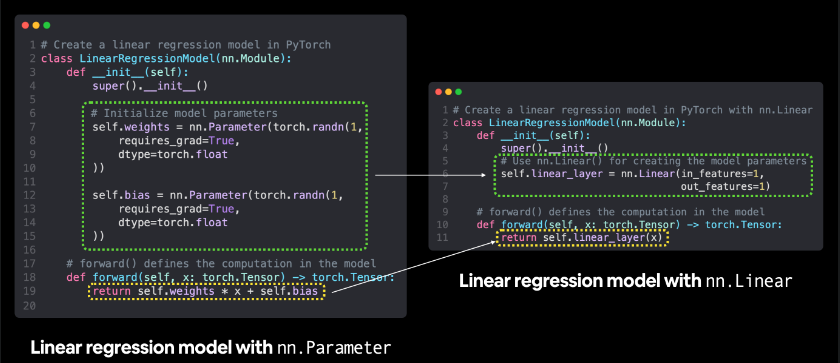 1 # Create a linear regression model in PyTorch
2 class LinearRegressionModel(nn.Module):
3 def __init__(self):
4 super().__init__()
5
6 # Initialize model parameters
7 self.weights = nn.Parameter(torch.randn(1,
8 requires_grad=True,
9 dtype=torch.float
10 ))
11
12 self.bias = nn.Parameter(torch.randn(1,
13 requires_grad=True,
14 dtype=torch.float
15 ))
16
17 # forward() defines the computation in the model
18 def forward(self, x: torch.Tensor) -> torch.Tensor:
19 return self.weights * x + self.bias
20
Linear regression model with nn.Parameter
1 # Create a linear regression model in PyTorch with nn.Linear
2 class LinearRegressionModel(nn.Module):
3 def __init__(self):
4 super().__init__()
5 # Use nn.Linear() for creating the model parameters
6 self.linear_layer = nn.Linear(in_features=1,
7 out_features=1)
8
9 # forward() defines the computation in the model
10 def forward(self, x: torch.Tensor) -> torch.Tensor:
11 return self.linear_layer(x)
Linear regression model with nn.Linear